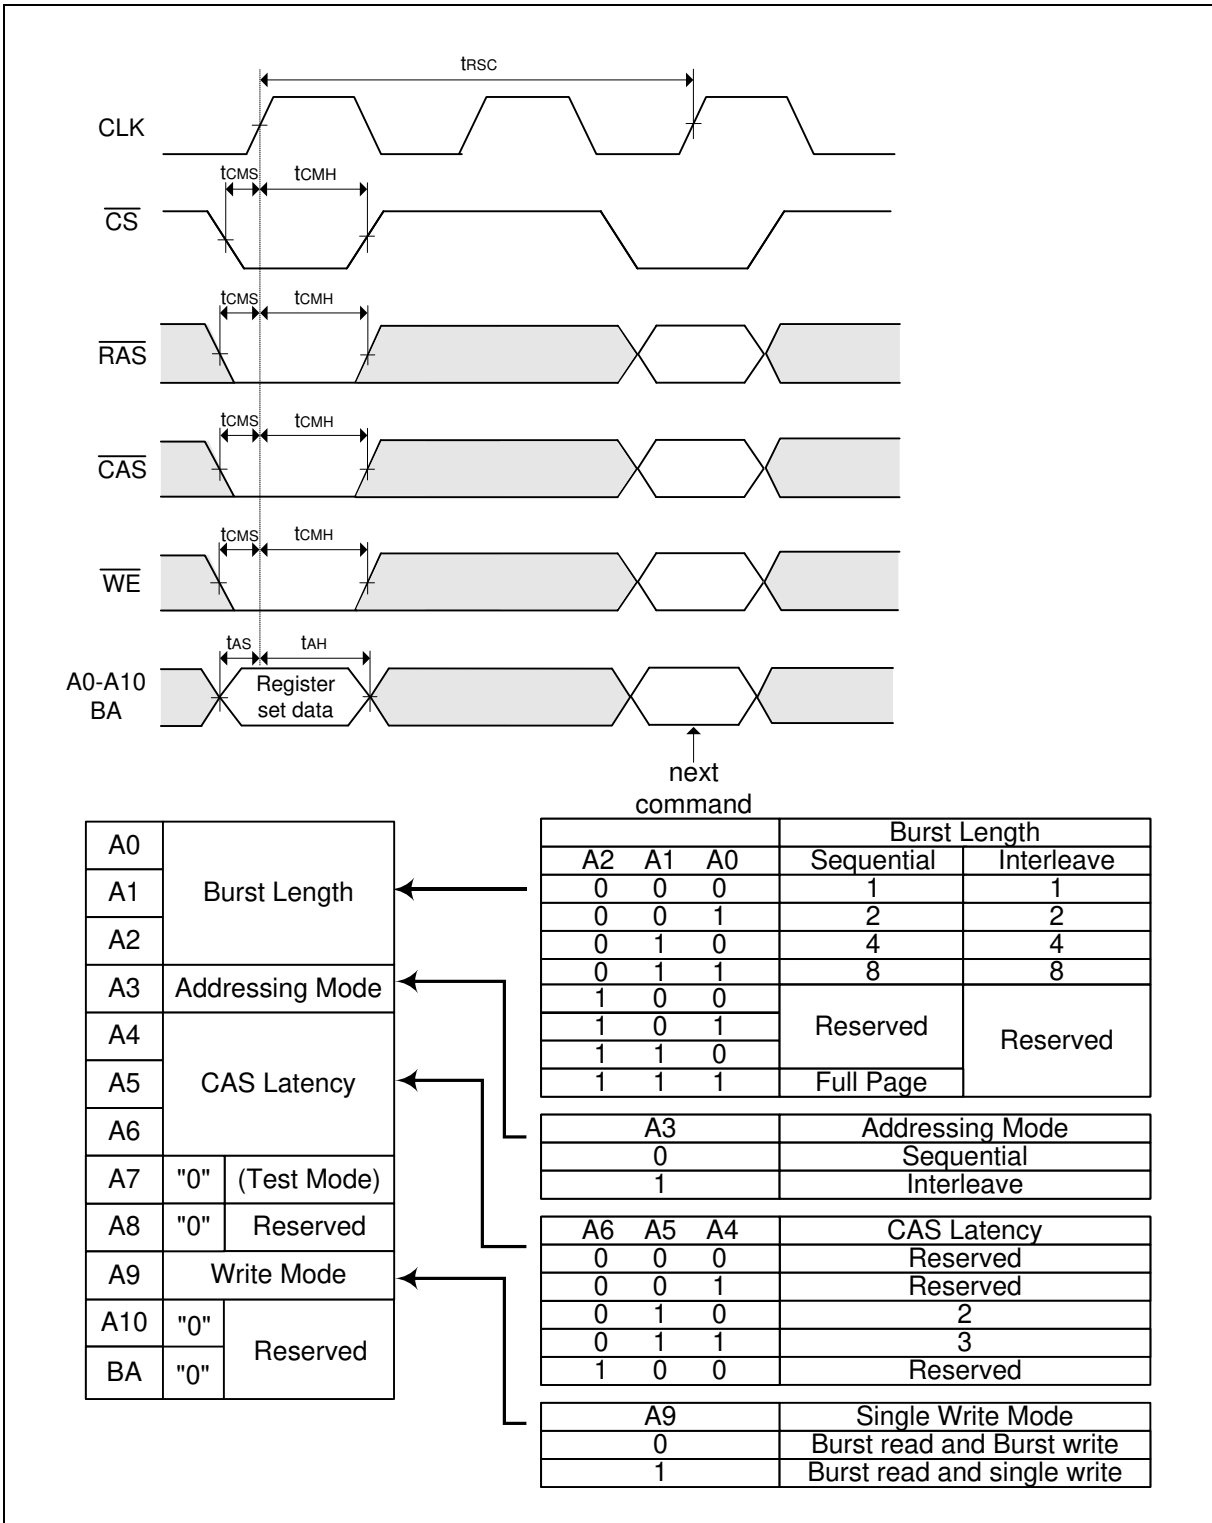 tRSC
CLK
tCMS tCMH
CS
tCMS tCMH
RAS
tCMS tCMH
CAS
tCMS tCMH
WE
tAS tAH
A0-A10
BA
Register
set data
next
command
A0
A1
A2
Burst Length
A3 Addressing Mode
A4
A5
A6
CAS Latency
A7 "0" (Test Mode)
A8 "0" Reserved
A9 Write Mode
A10 "0"
BA "0"
Reserved
Burst Length
A2 A1 A0 Sequential Interleave
0 0 0 1 1
0 0 1 2 2
0 1 0 4 4
0 1 1 8 8
1 0 0
1 0 1
1 1 0
Reserved
Reserved
1 1 1 Full Page
A3 Addressing Mode
0 Sequential
1 Interleave
A6 A5 A4 CAS Latency
0 0 0 Reserved
0 0 1 Reserved
0 1 0 2
0 1 1 3
1 0 0 Reserved
A9 Single Write Mode
0 Burst read and Burst write
1 Burst read and single write